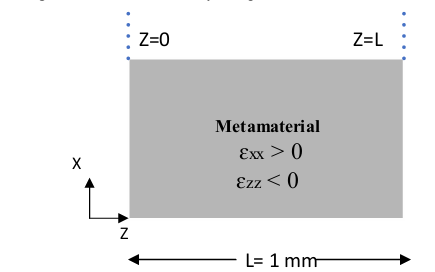 Z=0
Z=L
Metamaterial
εxx > 0
εzz < 0
X
Z
L= 1 mm